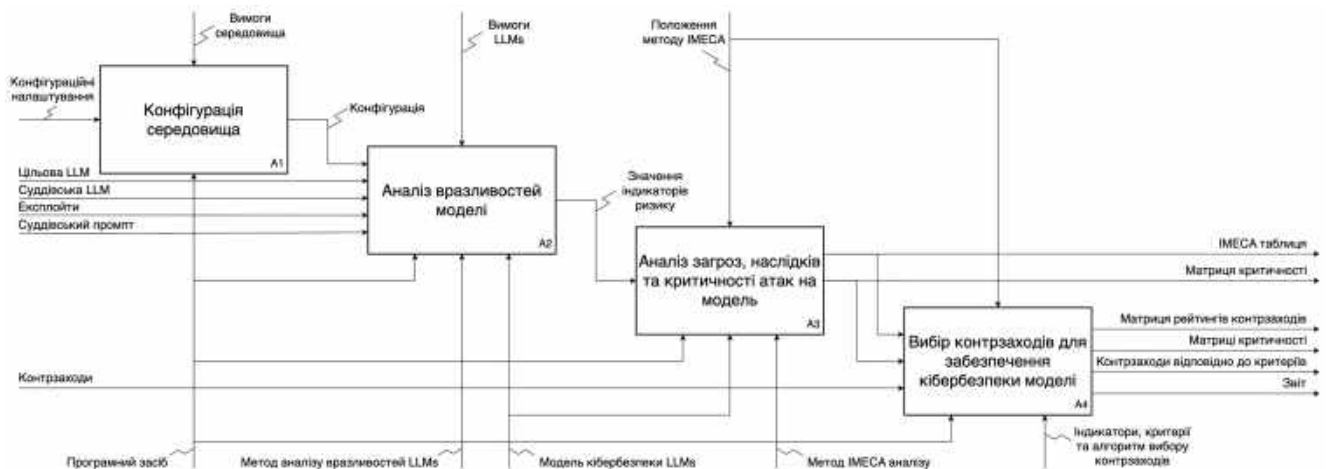 Вимоги
середовища
Вимоги
LLMs
Положення
методу IMECA
Конфігураційні
налаштування
Конфігурація
середовища
A1
Конфігурація
Цільова LLM
Суддівська LLM
Експлойти
Суддівський промпт
Аналіз вразливостей
моделі
A2
Значення
індикаторів
ризику
Аналіз загроз, наслідків
та критичності атак на
модель
A3
IMECA таблиця
Матриця критичності
Вибір контрзаходів для
забезпечення
кібербезпеки моделі
A4
Матриця рейтингів контрзаходів
Матриці критичності
Контрзаходи відповідно до критеріїв
Звіт
Контрзаходи
Програмний засіб
Метод аналізу вразливостей LLMs
Модель кібербезпеки LLMs
Метод IMECA аналізу
Індикатори, критерії
та алгоритм вибору
контрзаходів